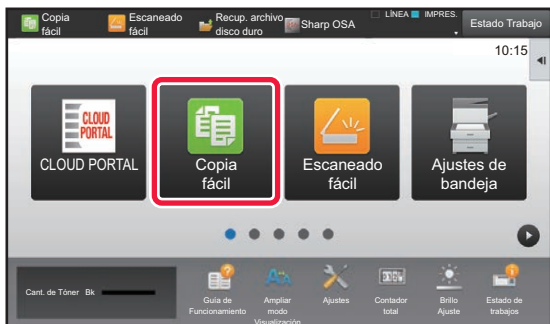 Copia
fácil
Escaneado
fácil
Recup. archivo
disco duro
Sharp OSA
LÍNEA
IMPRES.
Estado Trabajo
10:15
CLOUD
PORTAL
CLOUD PORTAL
Copia
fácil
Escaneado
fácil
Ajustes de
bandeja
Cant. de Tóner Bk
Guía de
Funcionamiento
Ampliar
modo
Visualización
Ajustes
Contador
total
Brillo
Ajuste
Estado de
trabajos